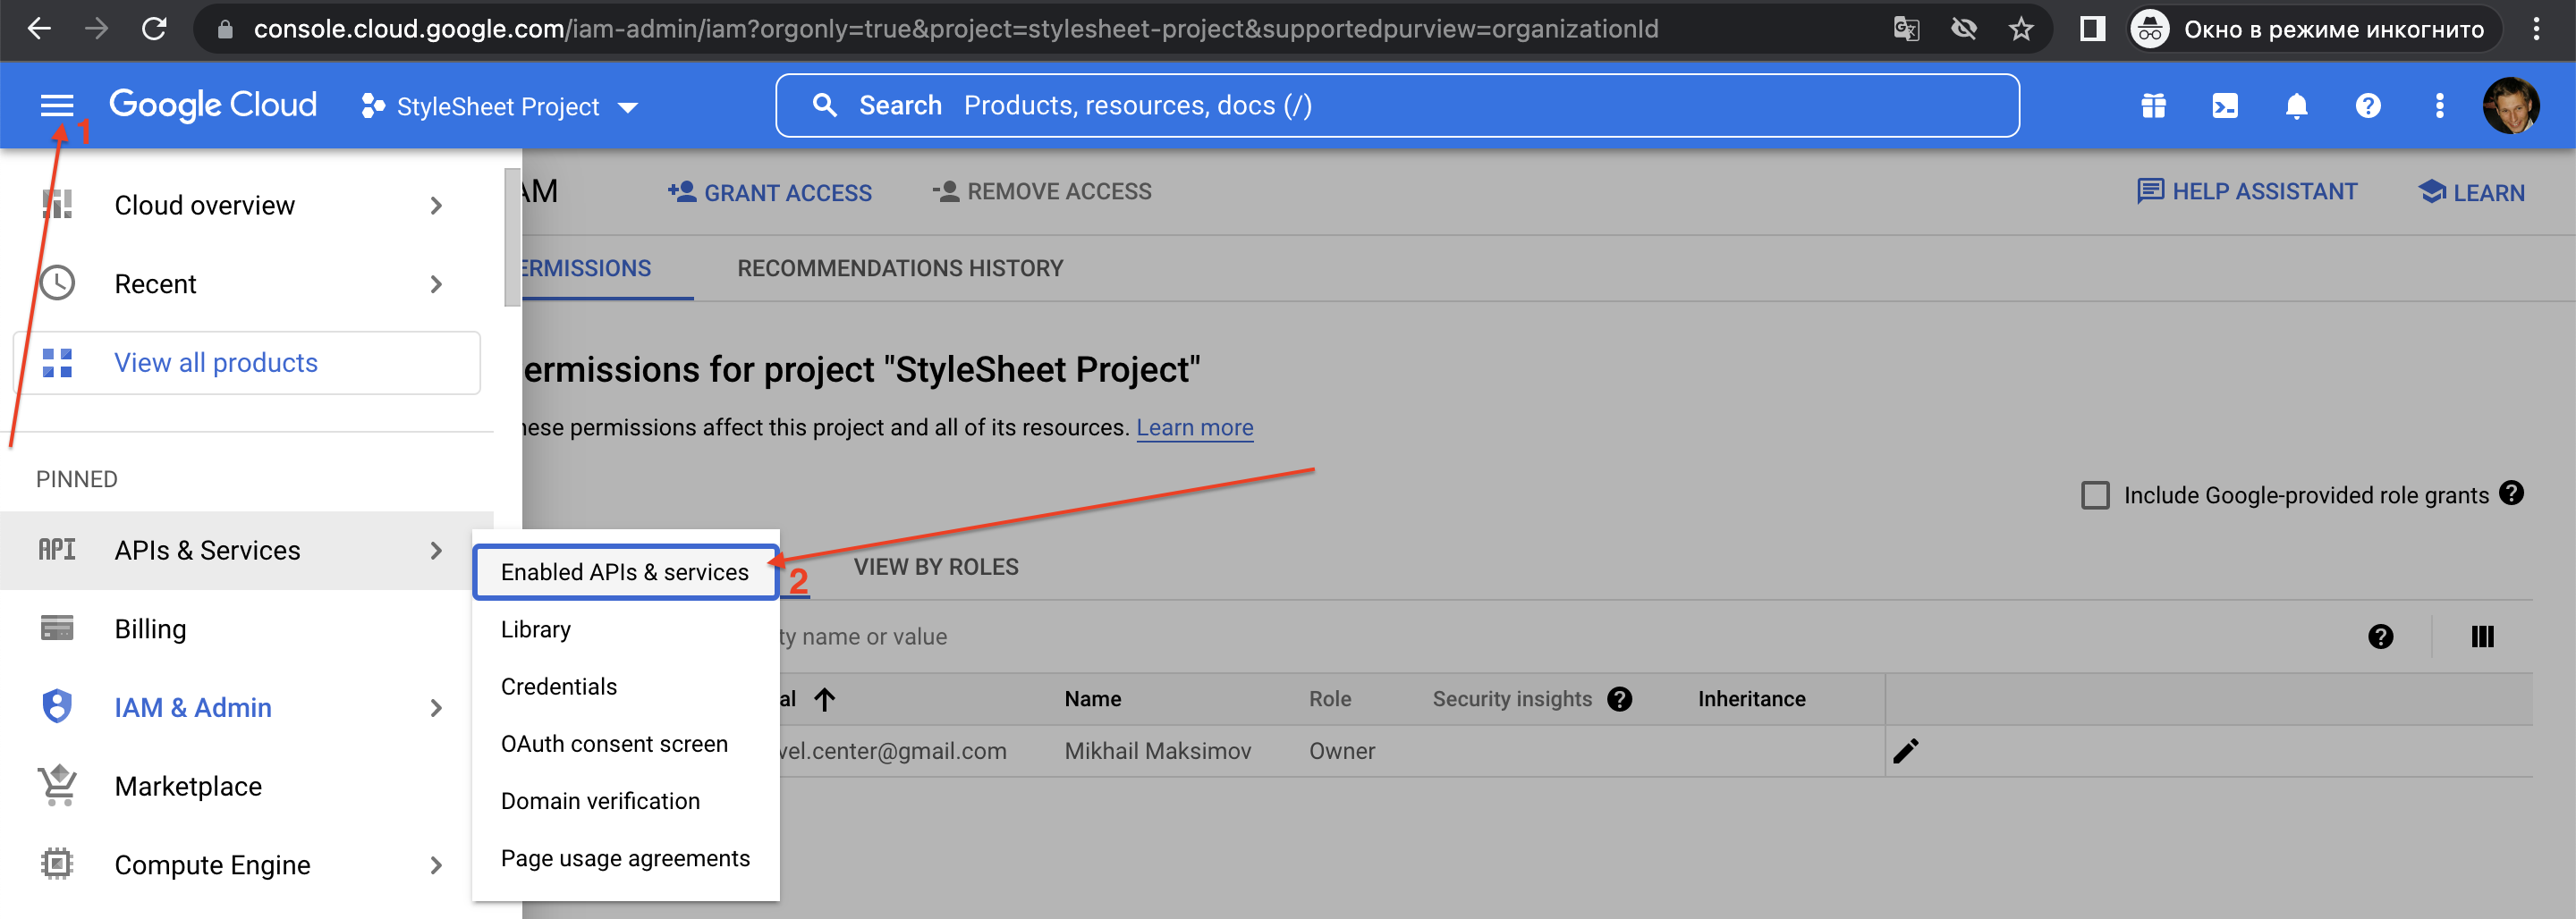 console.cloud.google.com/iam-admin/iam?orgonly=true&project=stylesheet-project&supportedpurview=organizationId
Окно в режиме инкогнито
Google Cloud
StyleSheet Project
Search Products, resources, docs (/)
1
Cloud overview
AM
GRANT ACCESS
REMOVE ACCESS
HELP ASSISTANT
LEARN
Recent
ERMISSIONS
RECOMMENDATIONS HISTORY
View all products
ermissions for project "StyleSheet Project"
hese permissions affect this project and all of its resources. Learn more
PINNED
Include Google-provided role grants
API APIs & Services
Enabled APIs & services
2
VIEW BY ROLES
Billing
Library
ty name or value
IAM & Admin
Credentials
al
Name
Role
Security insights
Inheritance
OAuth consent screen
vel.center@gmail.com
Mikhail Maksimov
Owner
Marketplace
Domain verification
Compute Engine
Page usage agreements